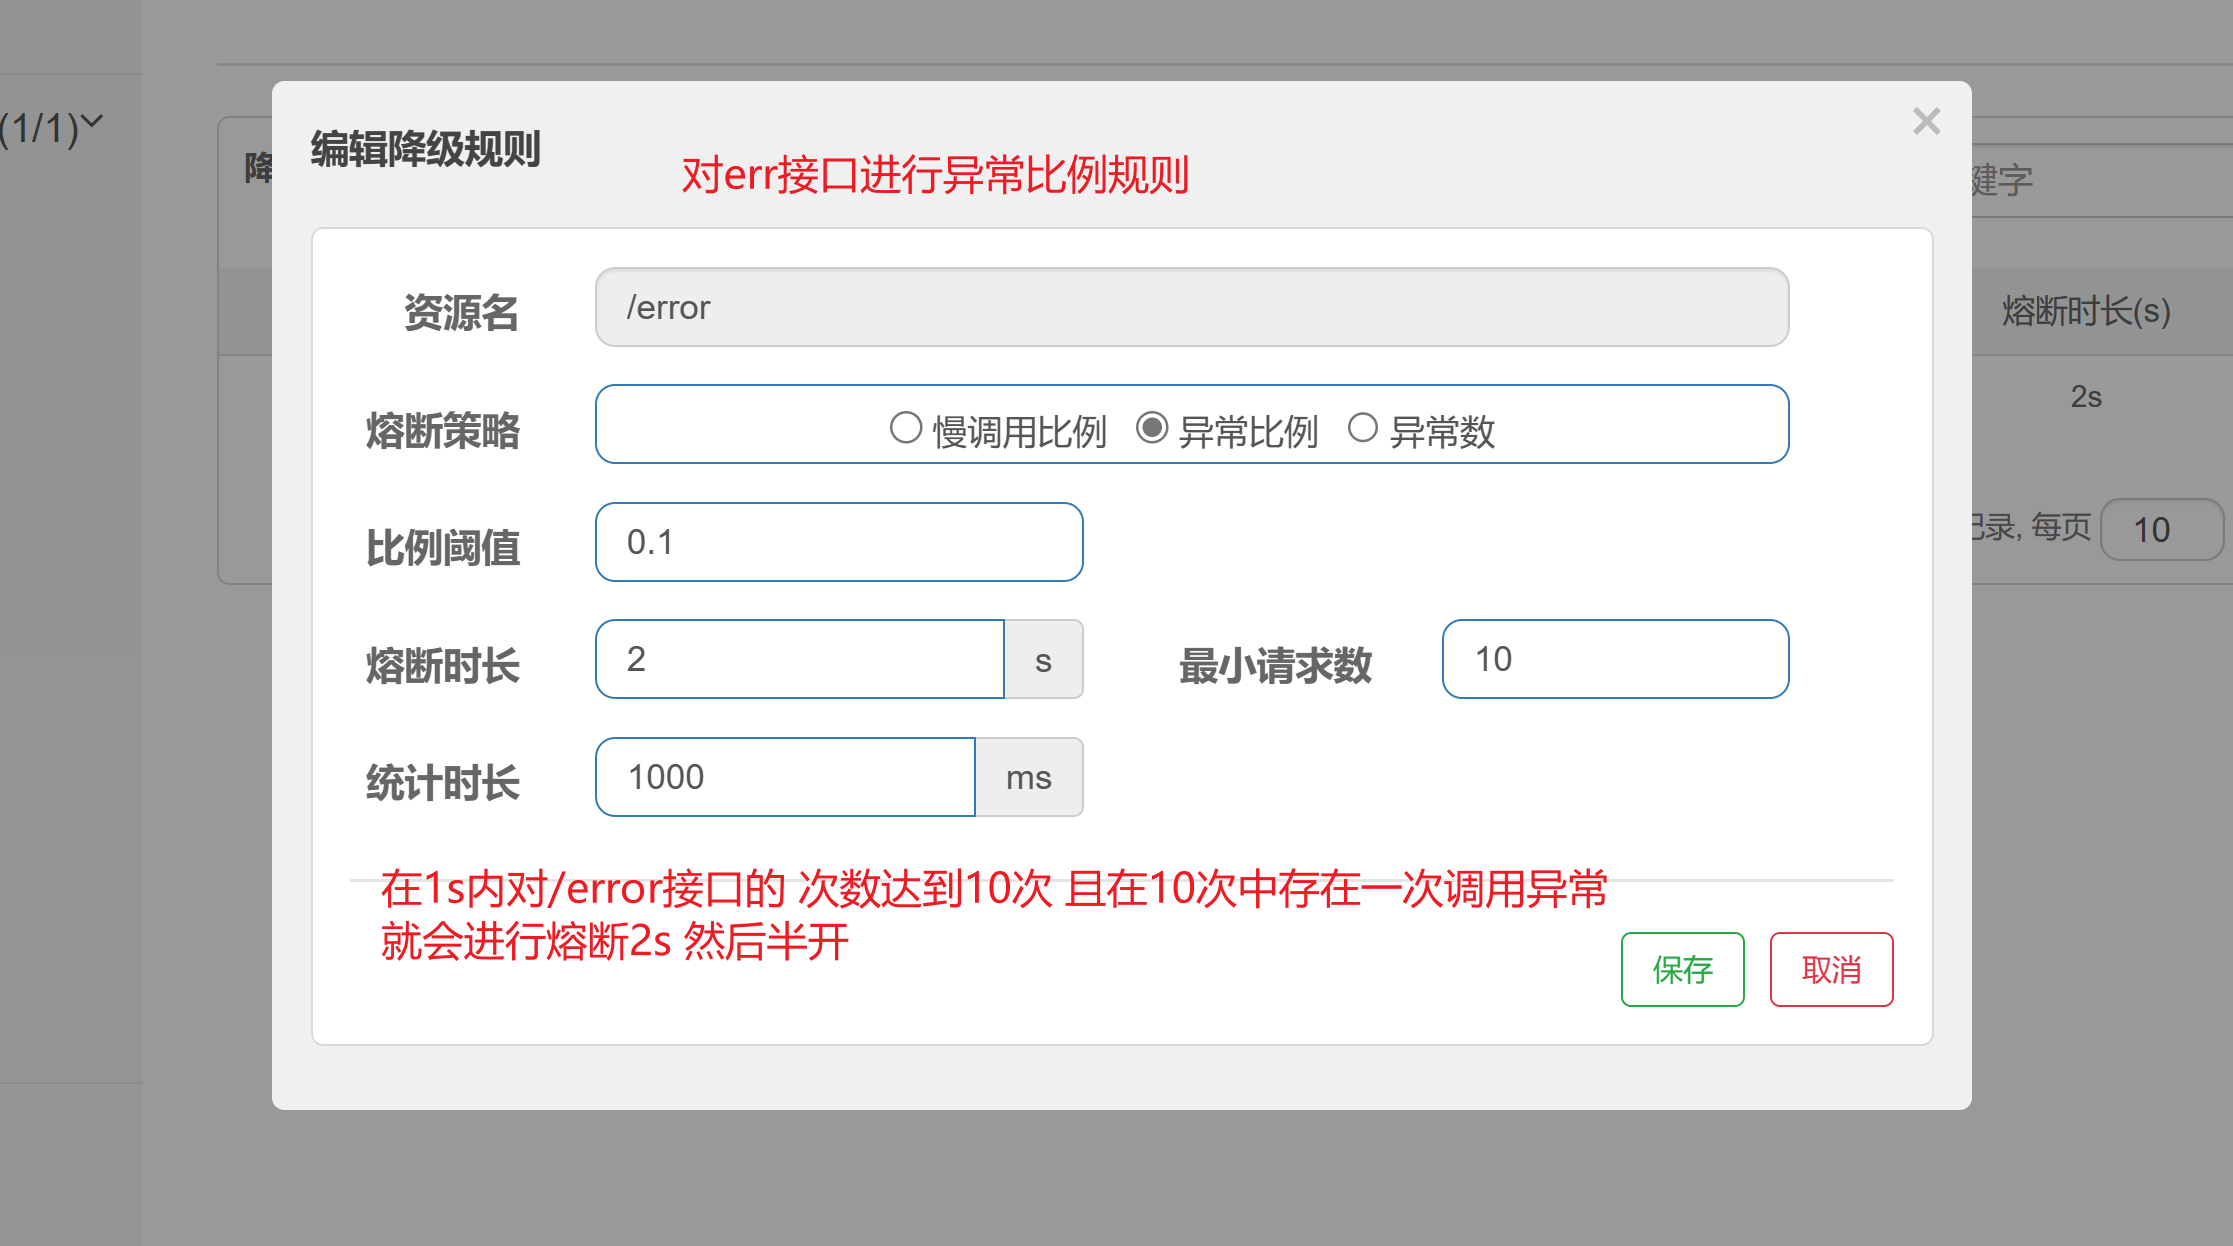 (1/1)
降
编辑降级规则
对err接口进行异常比例规则
键字
资源名
/error
熔断时长(s)
熔断策略
慢调用比例
异常比例
异常数
2s
比例阈值
0.1
记录, 每页
10
熔断时长
2
s
最小请求数
10
统计时长
1000
ms
在1s内对/error接口的 次数达到10次 且在10次中存在一次调用异常
就会进行熔断2s 然后半开
保存
取消